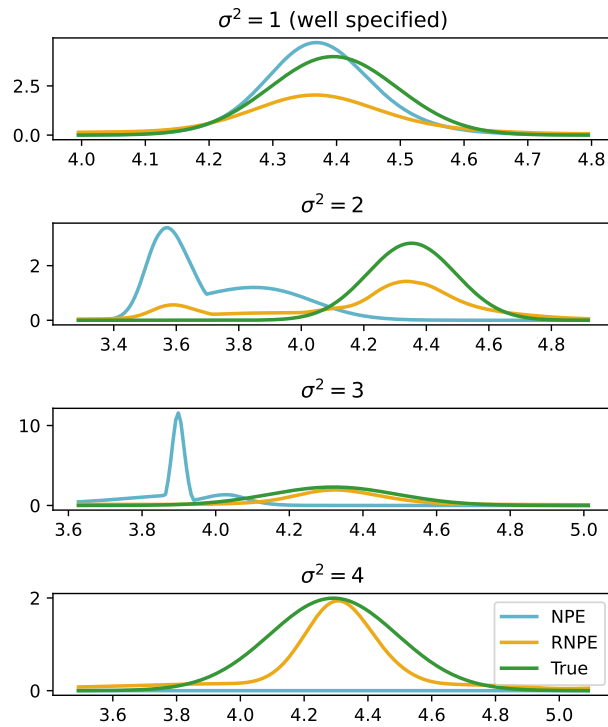 σ² = 1 (well specified)
2.5
0.0
4.0 4.1 4.2 4.3 4.4 4.5 4.6 4.7 4.8
σ² = 2
2
0
3.4 3.6 3.8 4.0 4.2 4.4 4.6 4.8
σ² = 3
10
0
3.6 3.8 4.0 4.2 4.4 4.6 4.8 5.0
σ² = 4
2
0
NPE
RNPE
True
3.6 3.8 4.0 4.2 4.4 4.6 4.8 5.0